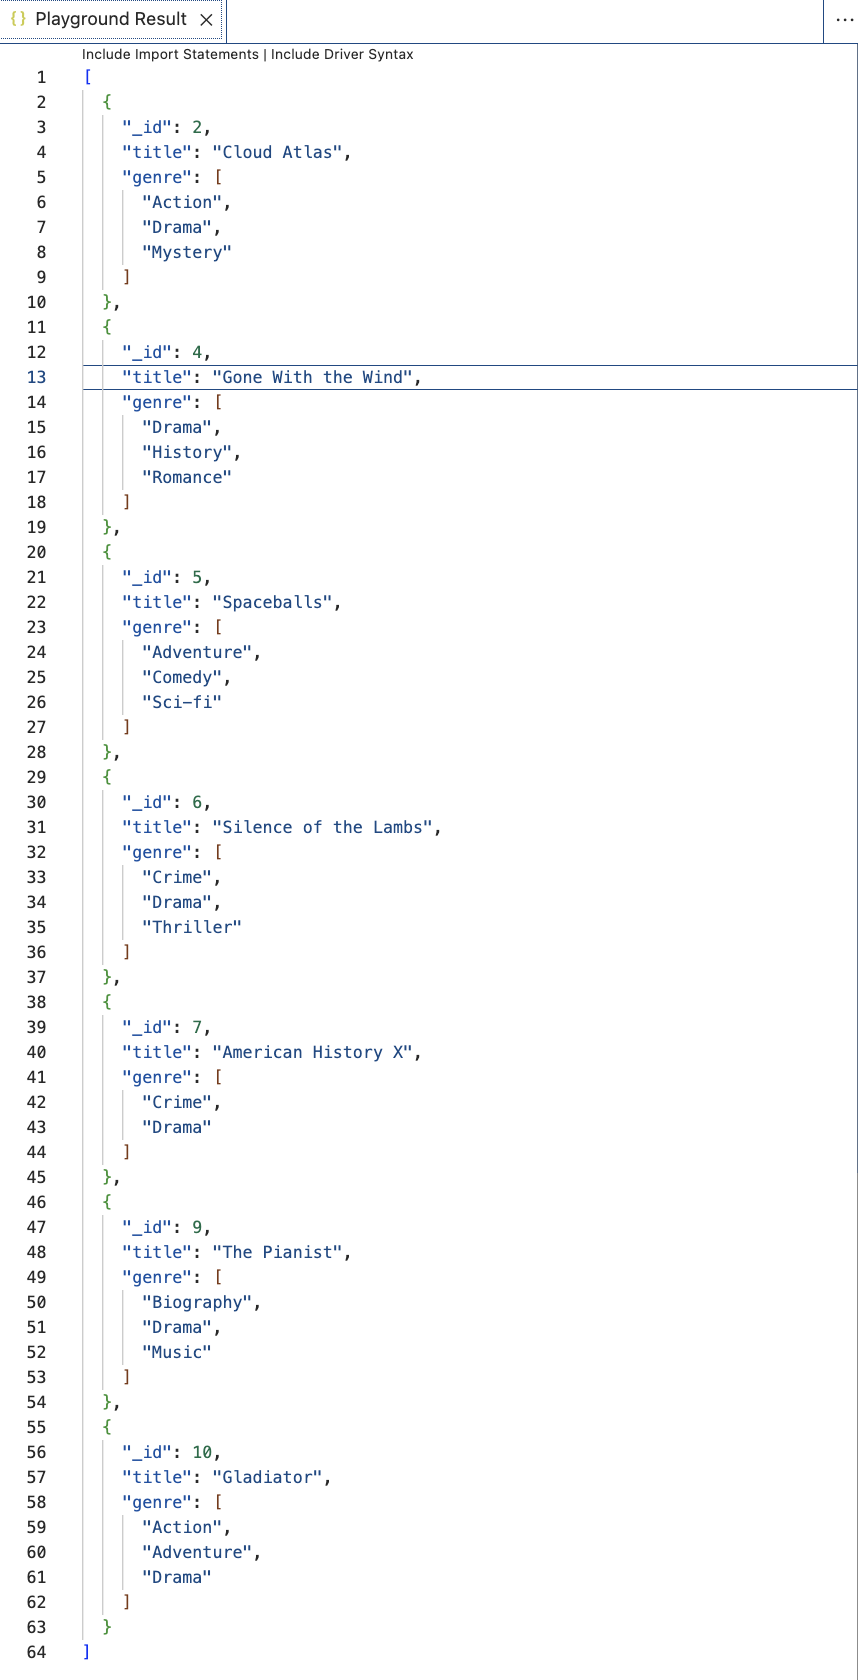 {} Playground Result × ...
Include Import Statements | Include Driver Syntax
1 [
2 {
3 "_id": 2,
4 "title": "Cloud Atlas",
5 "genre": [
6 "Action",
7 "Drama",
8 "Mystery"
9 ]
10 },
11 {
12 "_id": 4,
13 "title": "Gone With the Wind",
14 "genre": [
15 "Drama",
16 "History",
17 "Romance"
18 ]
19 },
20 {
21 "_id": 5,
22 "title": "Spaceballs",
23 "genre": [
24 "Adventure",
25 "Comedy",
26 "Sci-fi"
27 ]
28 },
29 {
30 "_id": 6,
31 "title": "Silence of the Lambs",
32 "genre": [
33 "Crime",
34 "Drama",
35 "Thriller"
36 ]
37 },
38 {
39 "_id": 7,
40 "title": "American History X",
41 "genre": [
42 "Crime",
43 "Drama"
44 ]
45 },
46 {
47 "_id": 9,
48 "title": "The Pianist",
49 "genre": [
50 "Biography",
51 "Drama",
52 "Music"
53 ]
54 },
55 {
56 "_id": 10,
57 "title": "Gladiator",
58 "genre": [
59 "Action",
60 "Adventure",
61 "Drama"
62 ]
63 }
64 ]